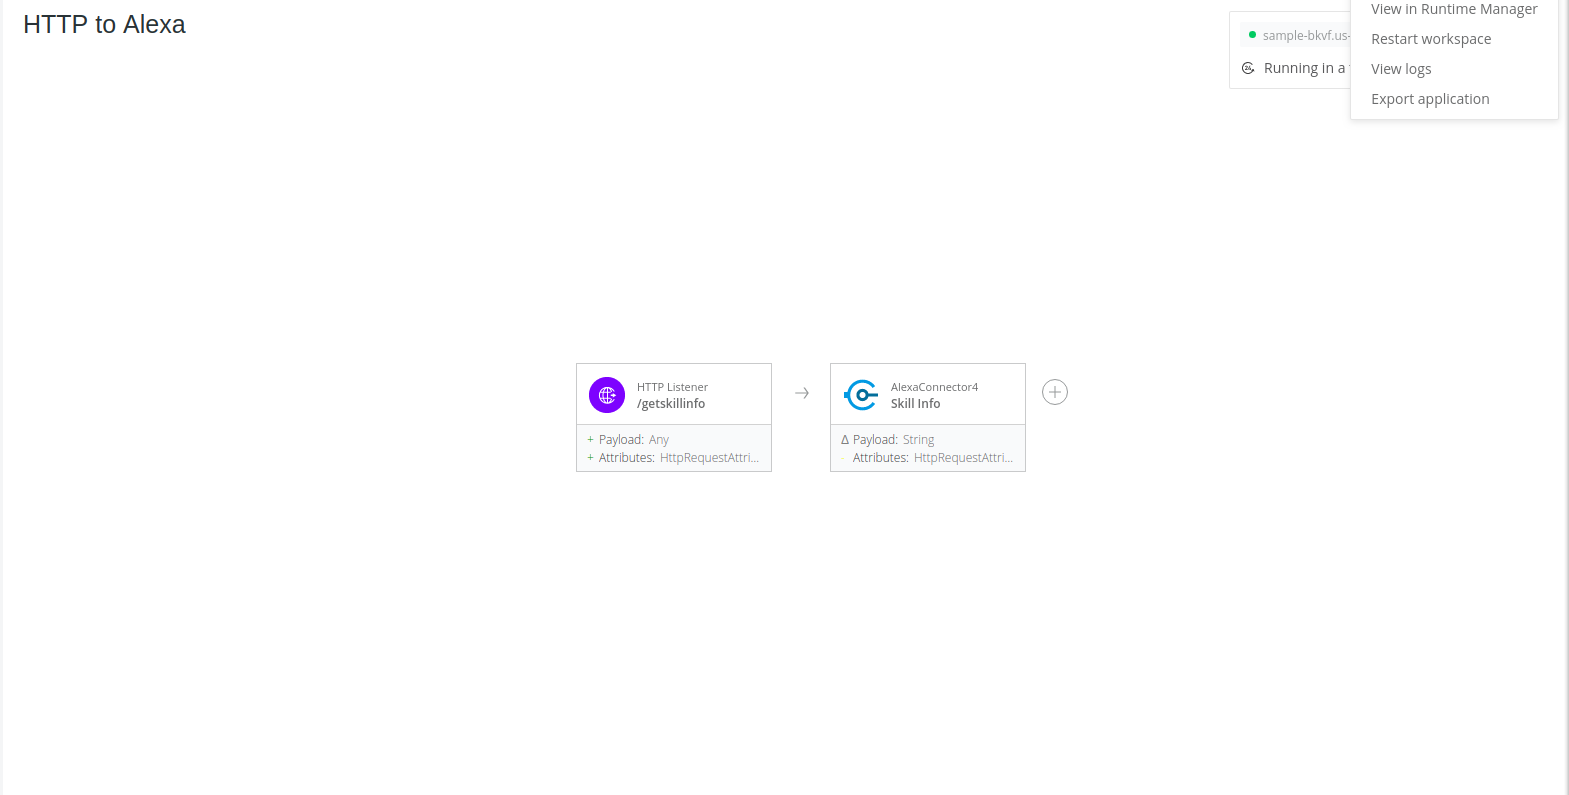 HTTP to Alexa
sample-bkvf.us-
Running in a
View in Runtime Manager
Restart workspace
View logs
Export application
HTTP Listener
/getskillinfo
+ Payload: Any
+ Attributes: HttpRequestAttri...
AlexaConnector4
Skill Info
Δ Payload: String
Attributes: HttpRequestAttri...